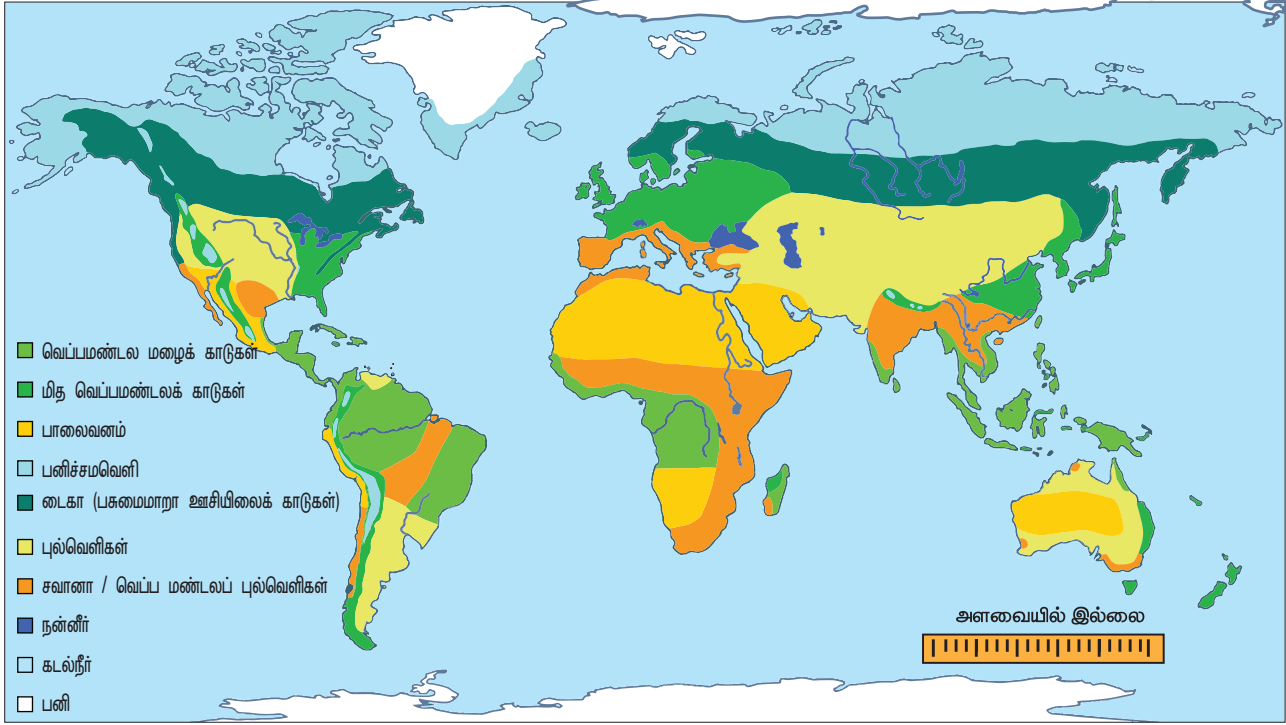 வெப்பமண்டல மழைக் காடுகள்
மித வெப்பமண்டலக் காடுகள்
பாலைவனம்
பனிச்சமவெளி
டைகா (பசுமைமாறா ஊசியிலைக் காடுகள்)
புல்வெளிகள்
சவானா / வெப்ப மண்டலப் புல்வெளிகள்
நன்னீர்
கடல்நீர்
பனி
அளவையில் இல்லை